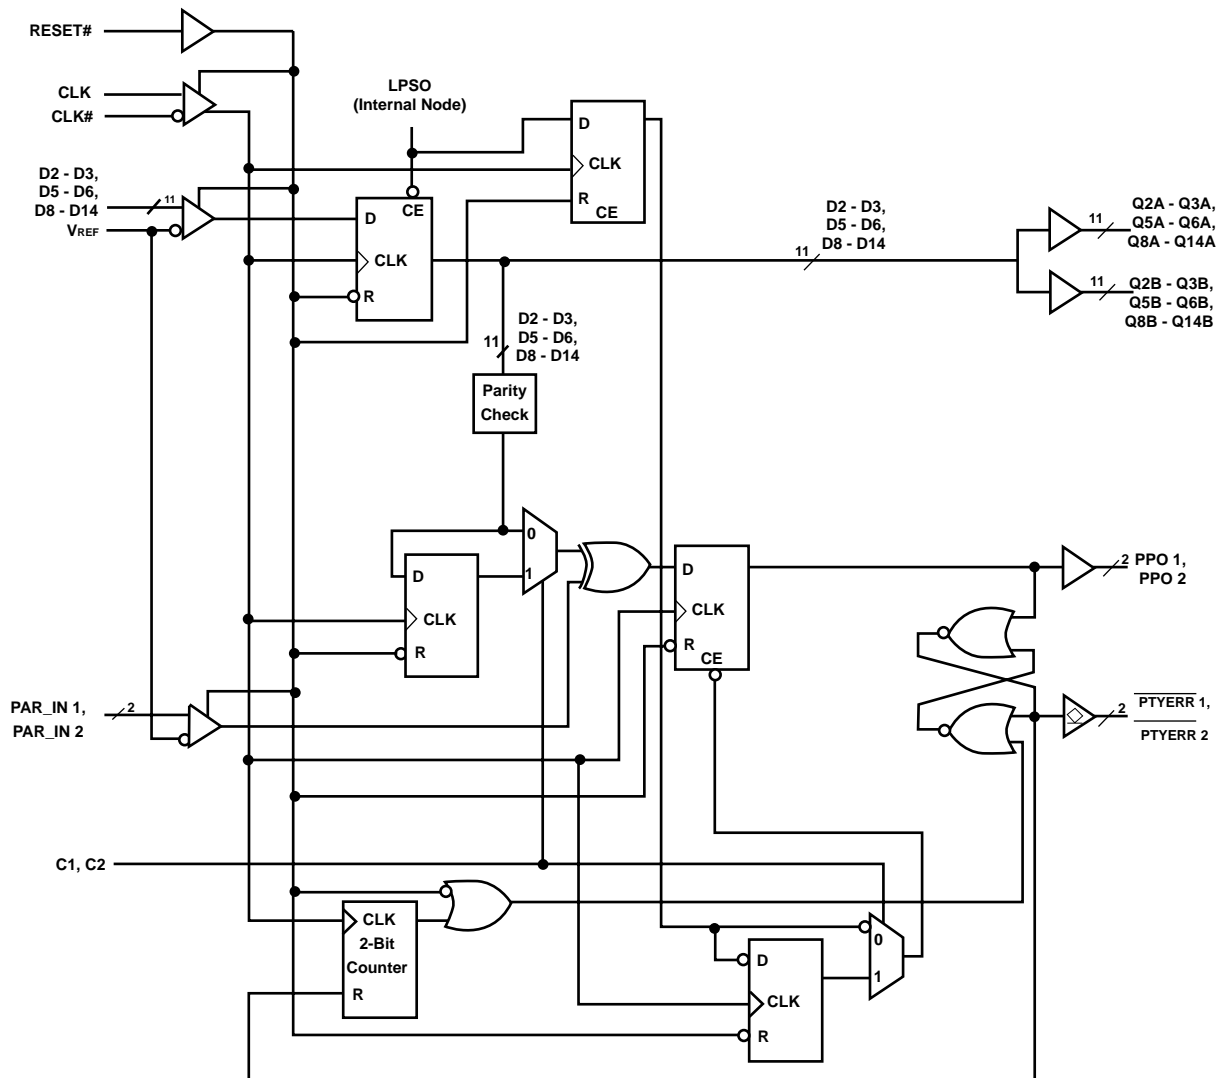 RESET#
CLK
CLK#
LPSO
(Internal Node)
D
CLK
R
CE
D2 - D3,
D5 - D6,
D8 - D14
VREF
11
D
CE
CLK
R
D2 - D3,
D5 - D6,
D8 - D14
11
11
Q2A - Q3A,
Q5A - Q6A,
Q8A - Q14A
11
Q2B - Q3B,
Q5B - Q6B,
Q8B - Q14B
D2 - D3,
D5 - D6,
D8 - D14
11
Parity
Check
0
1
D
CLK
R
D
CLK
R
CE
2
PPO 1,
PPO 2
PAR_IN 1,
PAR_IN 2
2
2
PTYERR 1,
PTYERR 2
C1, C2
CLK
2-Bit
Counter
R
0
1
D
CLK
R